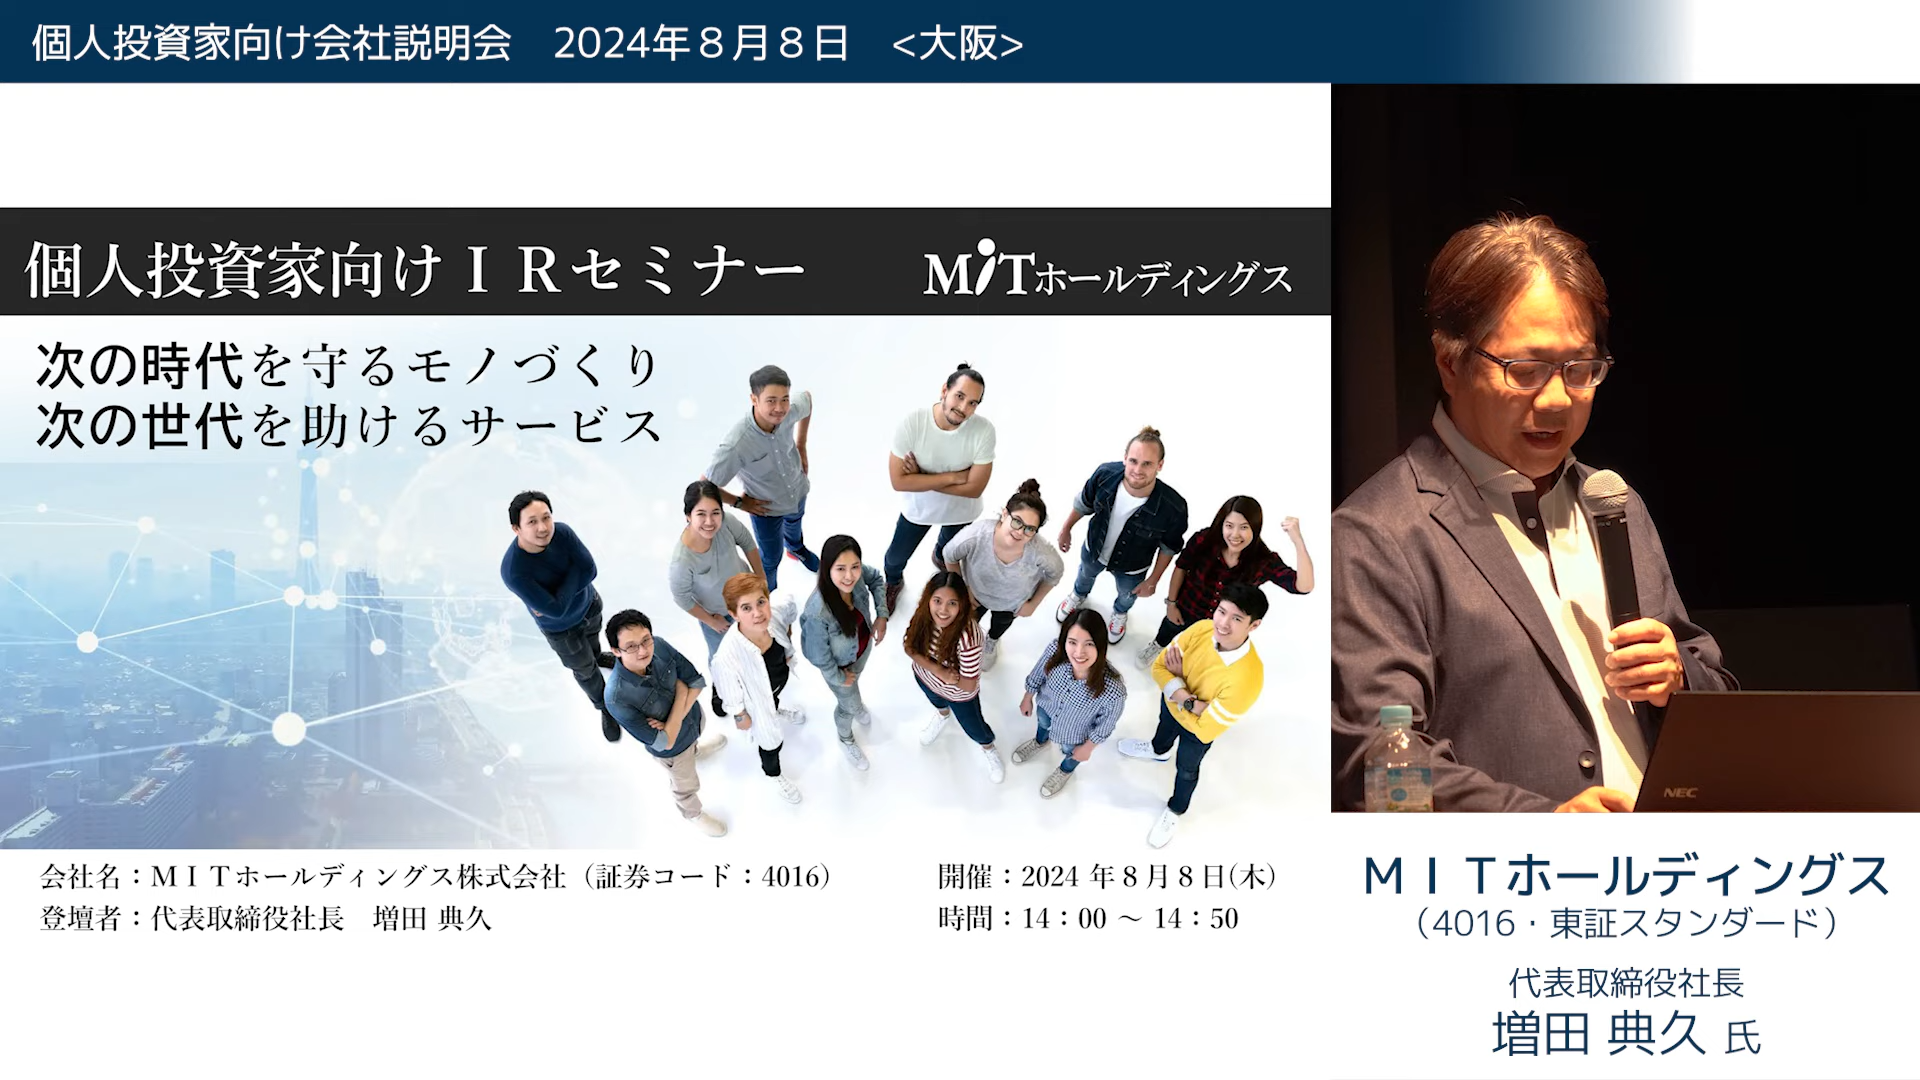 個人投資家向け会社説明会　2024年８月８日　<大阪>
個人投資家向けＩＲセミナー
MiTホールディングス
次の時代を守るモノづくり
次の世代を助けるサービス
会社名：ＭＩＴホールディングス株式会社（証券コード：4016）
登壇者：代表取締役社長　増田 典久
開催：2024 年８月８日(木)
時間：14：00 ～ 14：50
NEC
ＭＩＴホールディングス
（4016・東証スタンダード）
代表取締役社長
増田 典久 氏